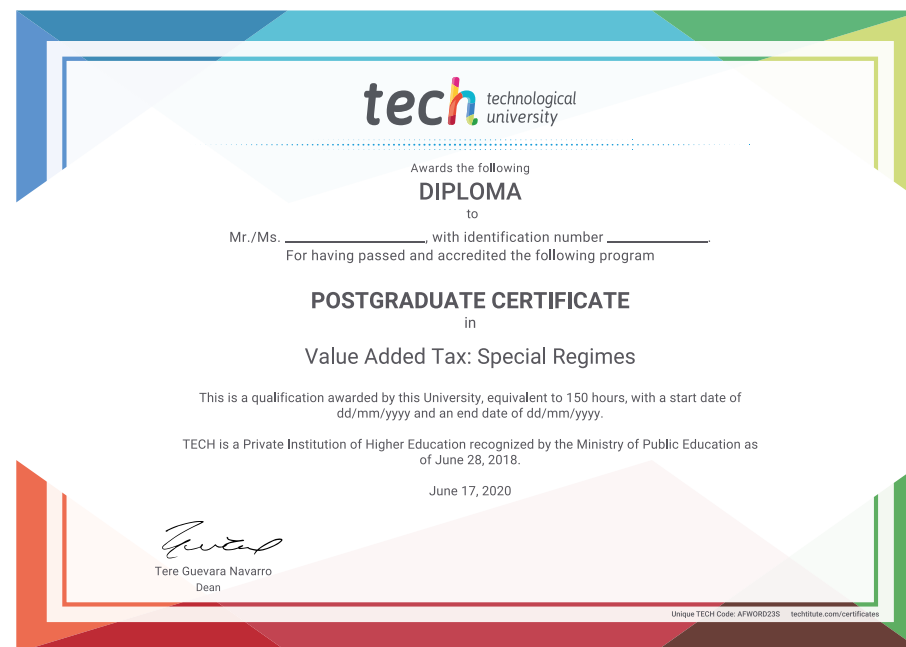 tech technological
university
Awards the following
DIPLOMA
to
Mr./Ms. ____________________, with identification number ______________.
For having passed and accredited the following program
POSTGRADUATE CERTIFICATE
in
Value Added Tax: Special Regimes
This is a qualification awarded by this University, equivalent to 150 hours, with a start date of
dd/mm/yyyy and an end date of dd/mm/yyyy.
TECH is a Private Institution of Higher Education recognized by the Ministry of Public Education as
of June 28, 2018.
June 17, 2020
Tere Guevara Navarro
Dean
Unique TECH Code: AFWORD23S techtitute.com/certificates